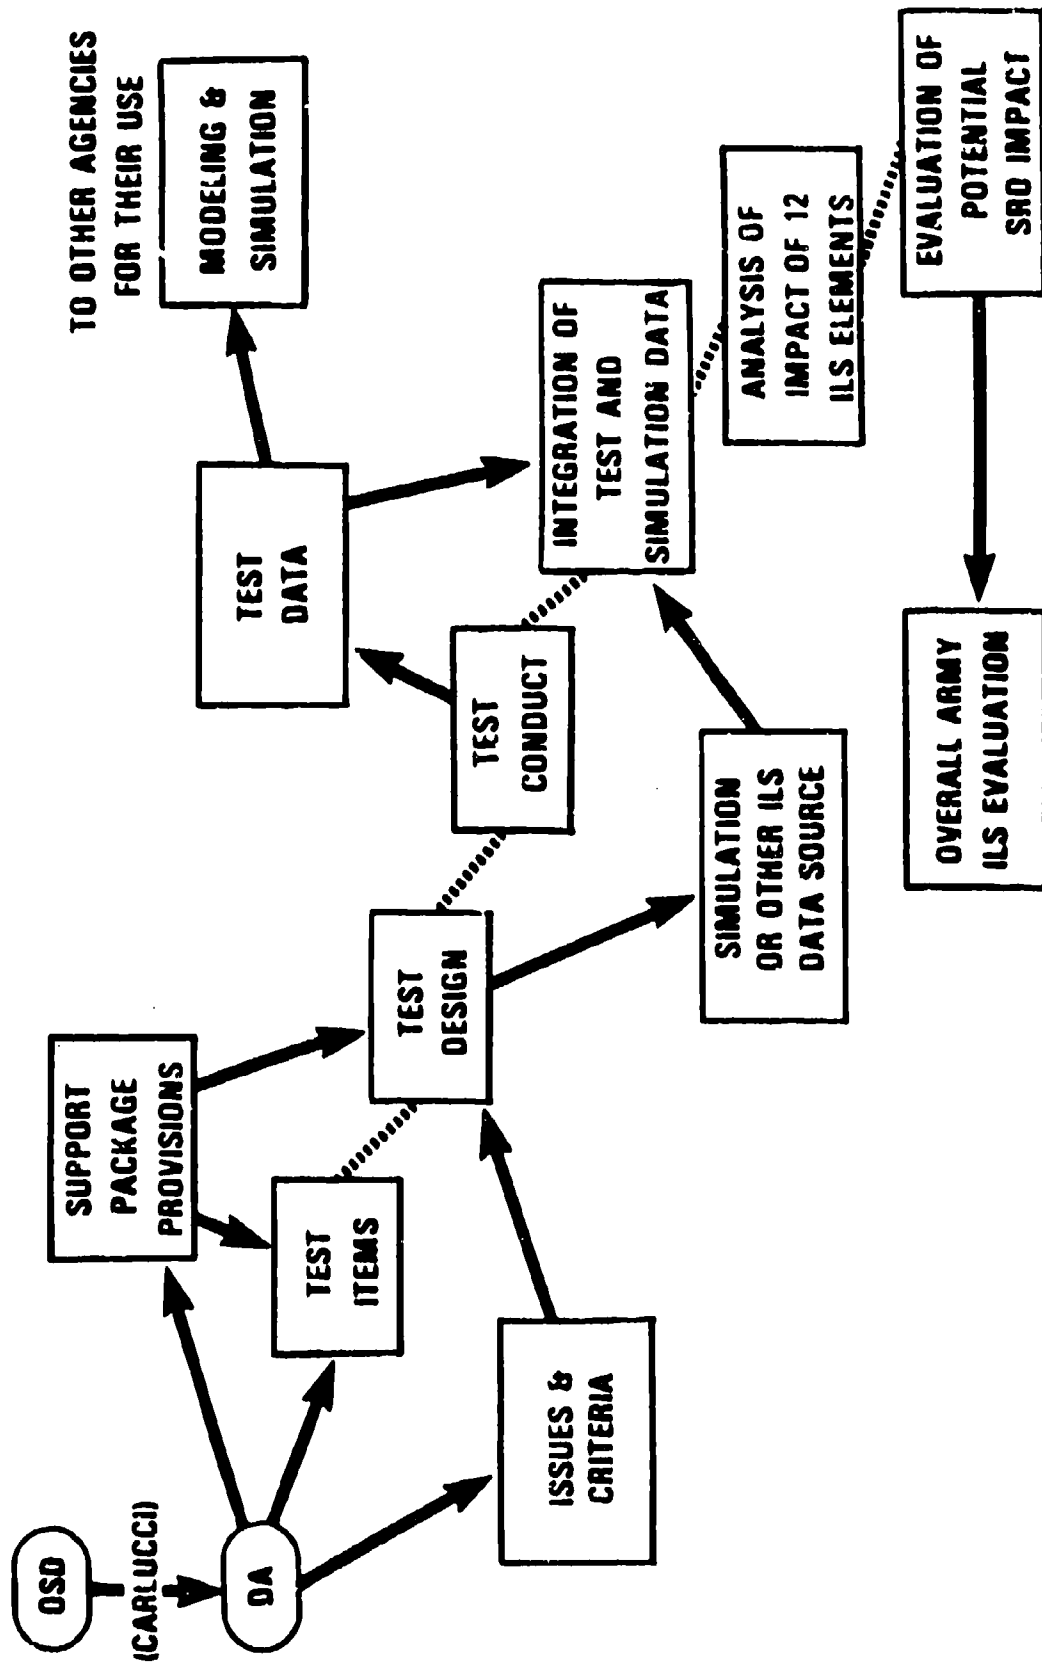 OSD
(CARLUCCI)
DA
SUPPORT
PACKAGE
PROVISIONS
TEST
ITEMS
ISSUES &
CRITERIA
TEST
DESIGN
TEST
CONDUCT
SIMULATION
OR OTHER ILS
DATA SOURCE
TEST
DATA
TO OTHER AGENCIES
FOR THEIR USE
MODELING &
SIMULATION
INTEGRATION OF
TEST AND
SIMULATION DATA
ANALYSIS OF
IMPACT OF 12
ILS ELEMENTS
EVALUATION OF
POTENTIAL
SRO IMPACT
OVERALL ARMY
ILS EVALUATION